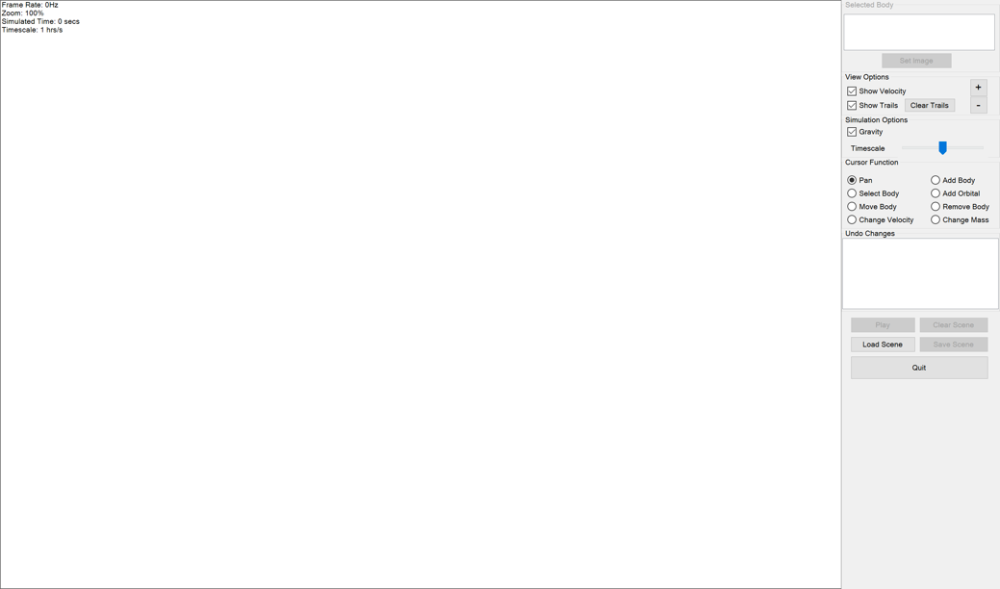 Frame Rate: 0Hz
Zoom: 100%
Simulated Time: 0 secs
Timescale: 1 hrs/s
Selected Body
Set Image
View Options
Show Velocity
+
Show Trails
Clear Trails
-
Simulation Options
Gravity
Timescale
Cursor Function
Pan
Add Body
Select Body
Add Orbital
Move Body
Remove Body
Change Velocity
Change Mass
Undo Changes
Play
Clear Scene
Load Scene
Save Scene
Quit